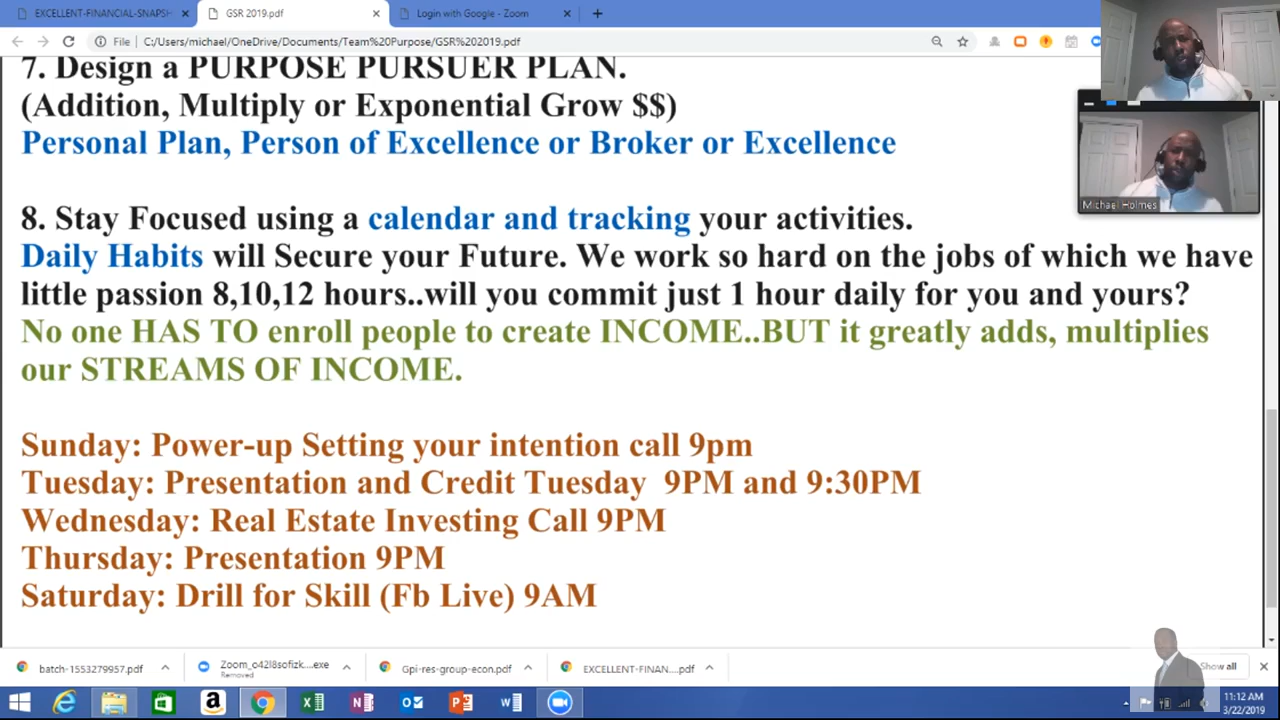 EXCELLENT-FINANCIAL-SNAPSH
GSR 2019.pdf
Login with Google - Zoom
File
C:/Users/michael/OneDrive/Documents/Team%20Purpose/GSR%202019.pdf
7. Design a PURPOSE PURSUER PLAN.
(Addition, Multiply or Exponential Grow $$)
Personal Plan, Person of Excellence or Broker or Excellence
Michael Holmes
8. Stay Focused using a calendar and tracking your activities.
Daily Habits will Secure your Future. We work so hard on the jobs of which we have
little passion 8,10,12 hours..will you commit just 1 hour daily for you and yours?
No one HAS TO enroll people to create INCOME..BUT it greatly adds, multiplies
our STREAMS OF INCOME.
Sunday: Power-up Setting your intention call 9pm
Tuesday: Presentation and Credit Tuesday 9PM and 9:30PM
Wednesday: Real Estate Investing Call 9PM
Thursday: Presentation 9PM
Saturday: Drill for Skill (Fb Live) 9AM
batch-1553279957.pdf
Zoom_o42l8sofizk....exe
Removed
Gpi-res-group-econ.pdf
EXCELLENT-FINAN....pdf
Show all
11:12 AM
3/22/2019